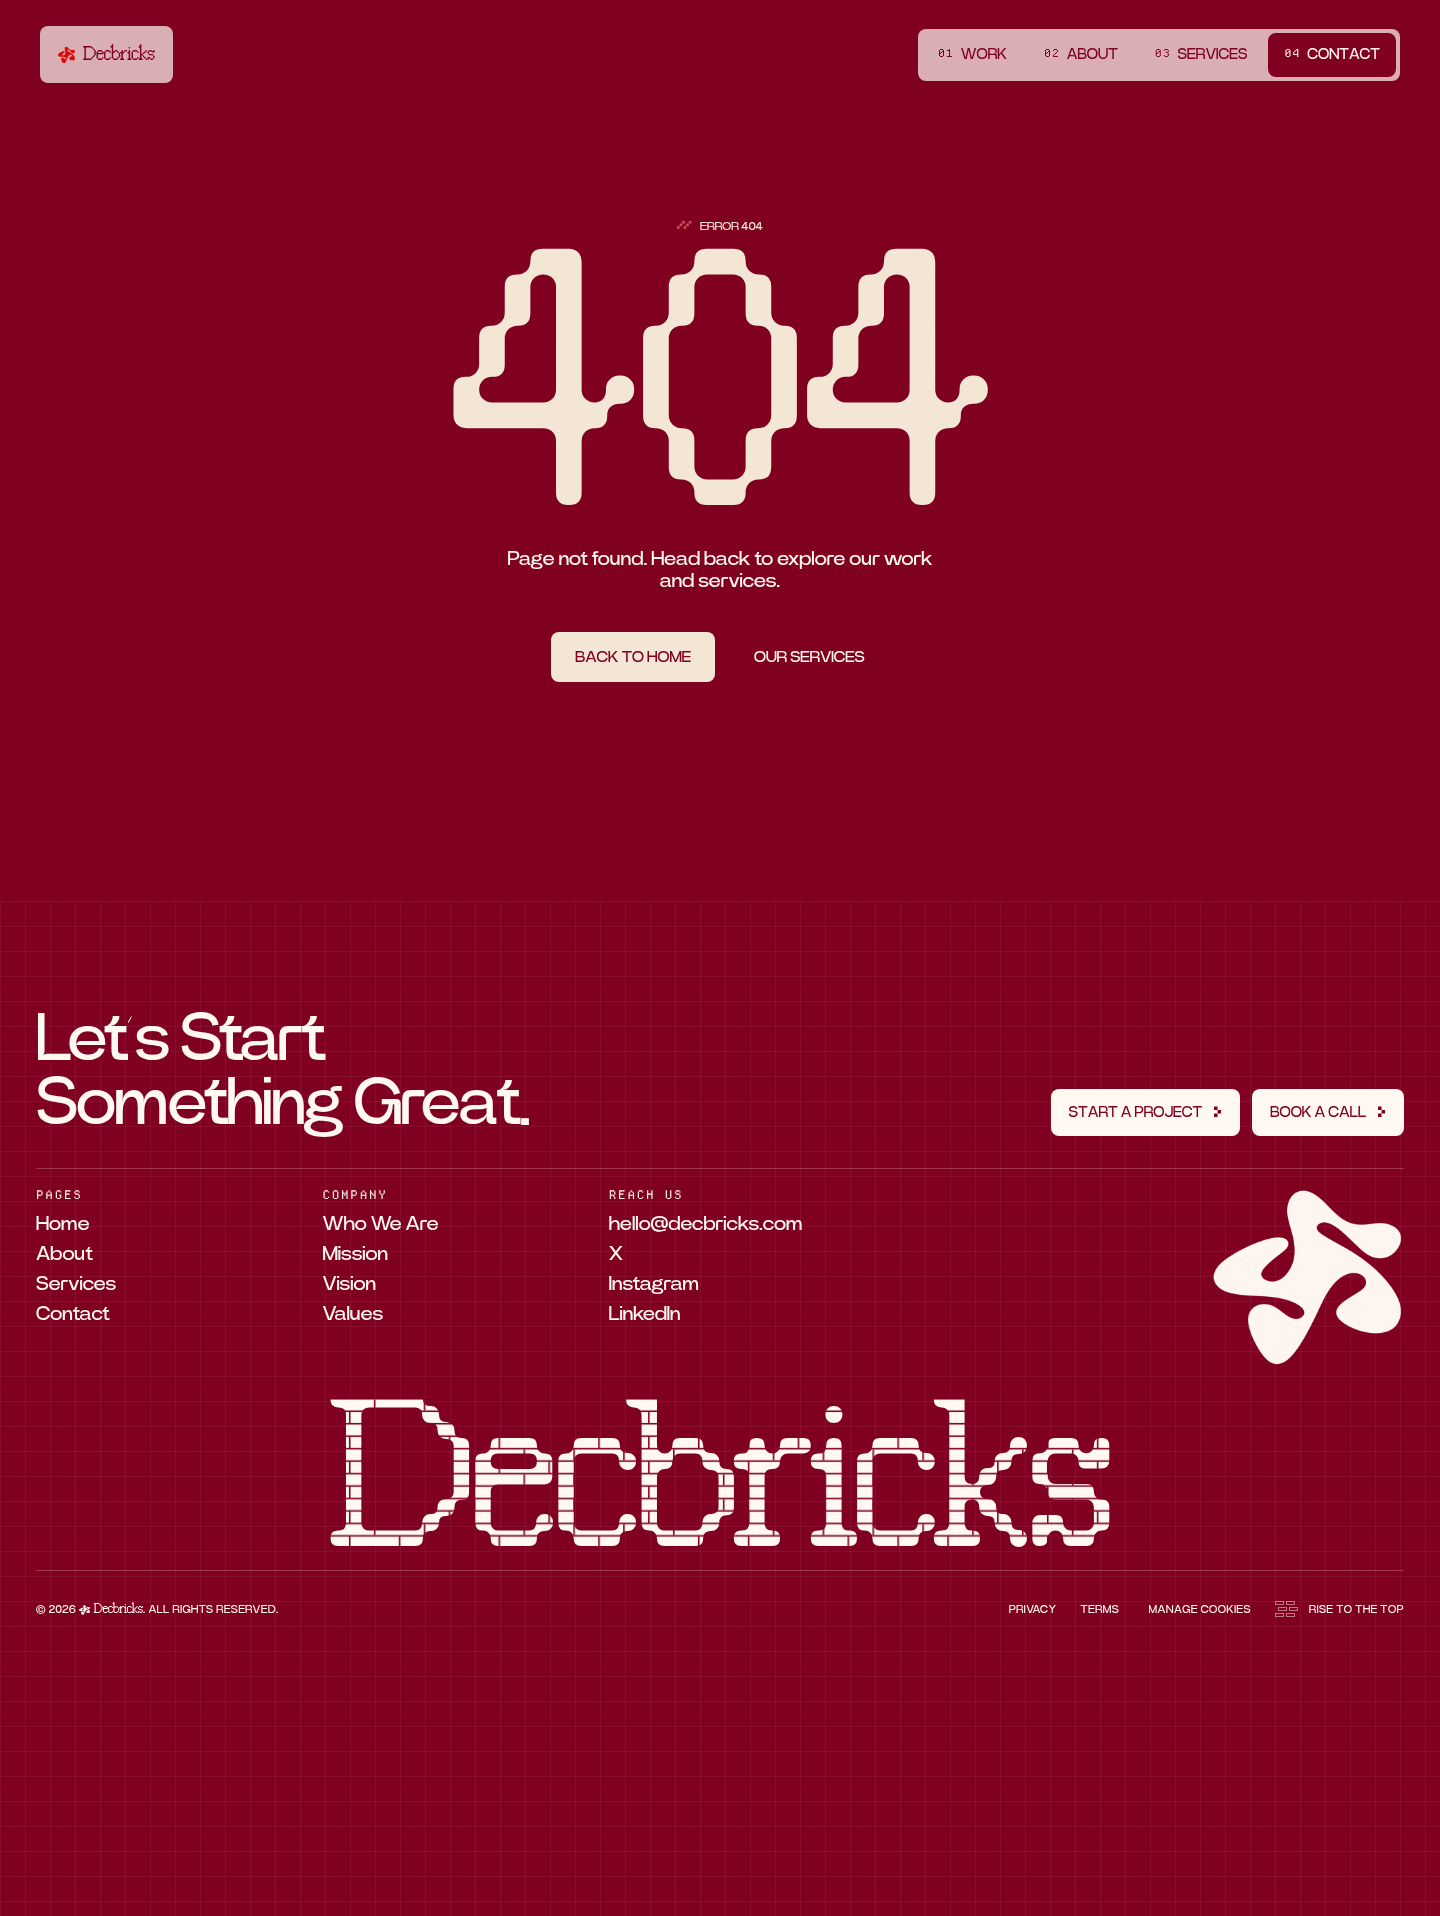 Decbricks
01 WORK 02 ABOUT 03 SERVICES 04 CONTACT
ERROR 404
404
Page not found. Head back to explore our work
and services.
BACK TO HOME OUR SERVICES
Let's Start
Something Great.
START A PROJECT BOOK A CALL
PAGES
Home
About
Services
Contact
COMPANY
Who We Are
Mission
Vision
Values
REACH US
hello@decbricks.com
X
Instagram
LinkedIn
Decbricks
© 2026 Decbricks. ALL RIGHTS RESERVED. PRIVACY TERMS MANAGE COOKIES RISE TO THE TOP